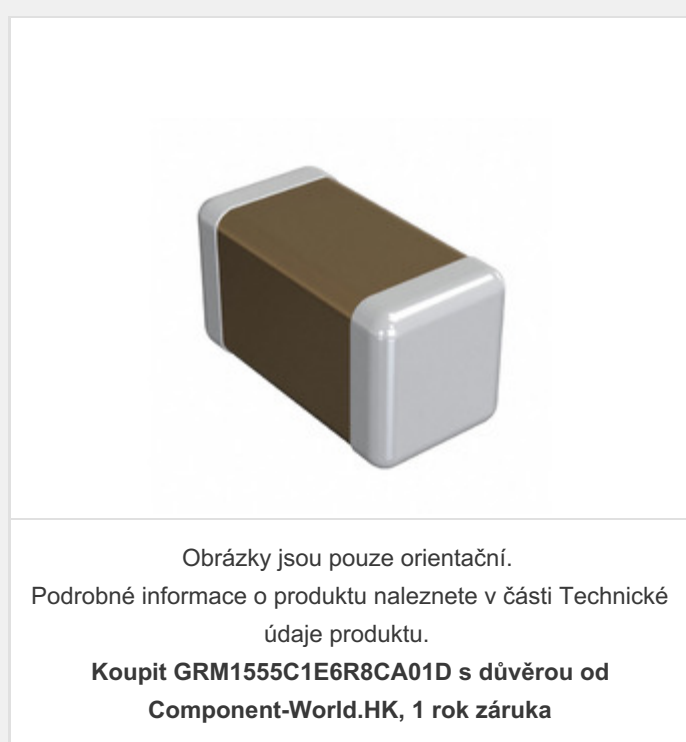 Obrázky jsou pouze orientační.
Podrobné informace o produktu naleznete v části Technické
údaje produktu.
Koupit GRM1555C1E6R8CA01D s důvěrou od
Component-World.HK, 1 rok záruka